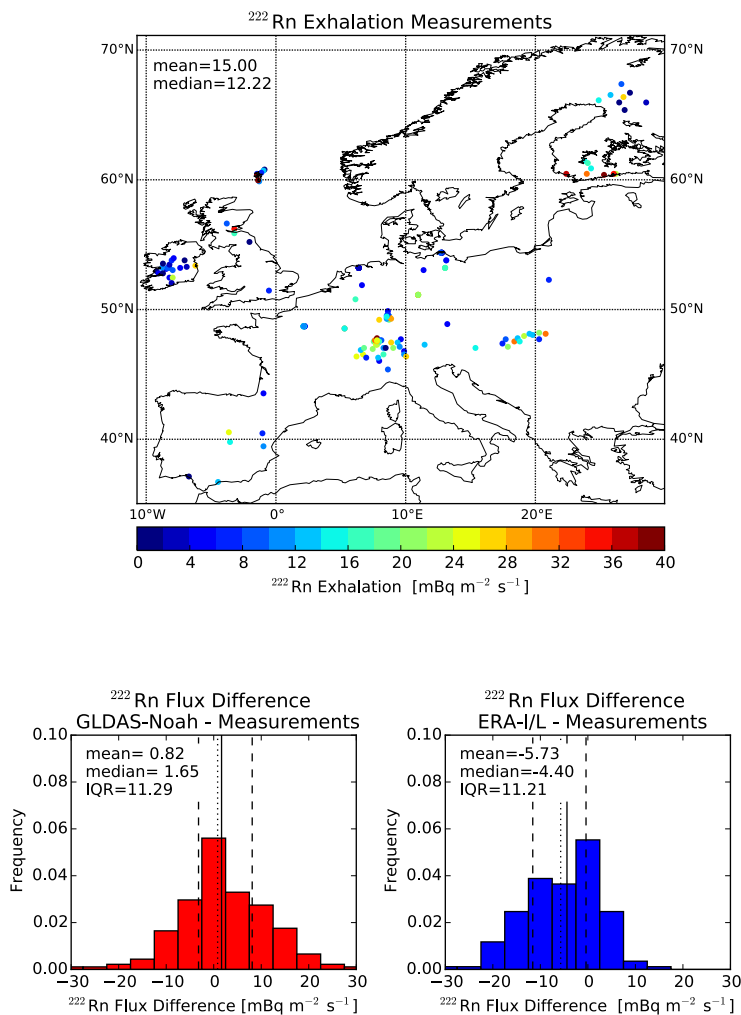 ²²²Rn Exhalation Measurements
70°N 70°N
mean=15.00
median=12.22
60°N 60°N
50°N 50°N
40°N 40°N
10°W 0° 10°E 20°E
0 4 8 12 16 20 24 28 32 36 40
²²²Rn Exhalation [mBq m⁻² s⁻¹]
²²²Rn Flux Difference
GLDAS-Noah - Measurements
0.10
mean= 0.82
median= 1.65
IQR=11.29
0.08
0.06
0.04
0.02
0.00
Frequency
−30 −20 −10 0 10 20 30
²²²Rn Flux Difference [mBq m⁻² s⁻¹]
²²²Rn Flux Difference
ERA-I/L - Measurements
0.10
mean=-5.73
median=-4.40
IQR=11.21
0.08
0.06
0.04
0.02
0.00
Frequency
−30 −20 −10 0 10 20 30
²²²Rn Flux Difference [mBq m⁻² s⁻¹]